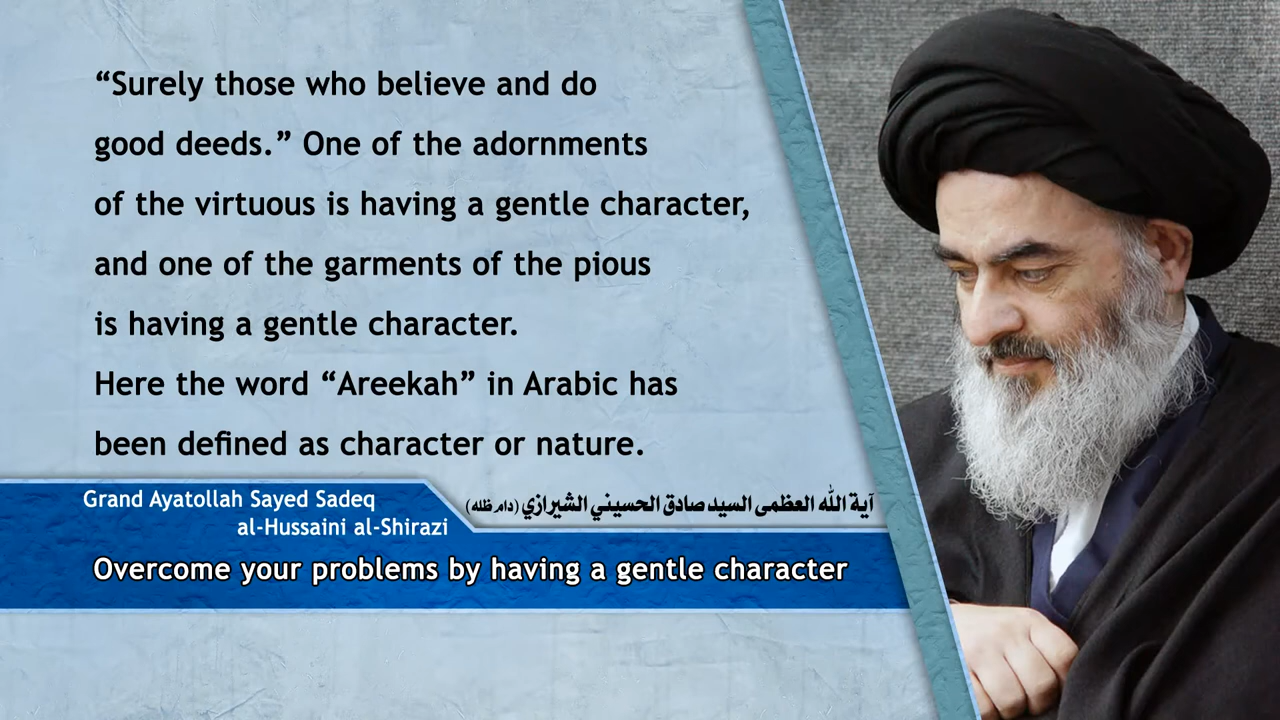 “Surely those who believe and do
good deeds.” One of the adornments
of the virtuous is having a gentle character,
and one of the garments of the pious
is having a gentle character.
Here the word “Areekah” in Arabic has
been defined as character or nature.
Grand Ayatollah Sayed Sadeq
al-Hussaini al-Shirazi
آية الله العظمى السيد صادق الحسيني الشيرازي (دام ظله)
Overcome your problems by having a gentle character